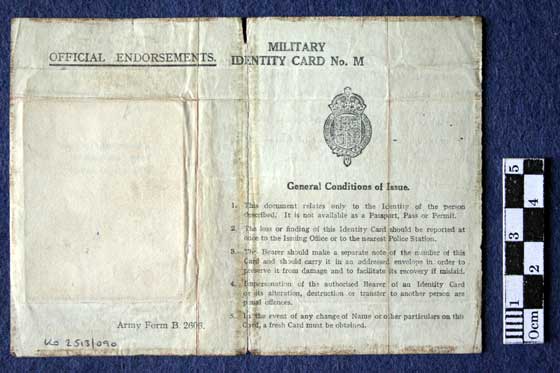 OFFICIAL ENDORSEMENTS.
Army Form B. 2606.
Ko 2513/090
MILITARY
IDENTITY CARD No. M
General Conditions of Issue.
1. This document relates only to the Identity of the person
described. It is not available as a Passport, Pass or Permit.
2. The loss or finding of this Identity Card should be reported at
once to the Issuing Office or to the nearest Police Station.
3. The Bearer should make a separate note of the number of this
Card and should carry it in an addressed envelope in order to
preserve it from damage and to facilitate its recovery if mislaid.
4. Impersonation of the authorised Bearer of an Identity Card
or its alteration, destruction or transfer to another person are
penal offences.
5. In the event of any change of Name or other particulars on this
Card, a fresh Card must be obtained.
5
4
3
2
1
0cm